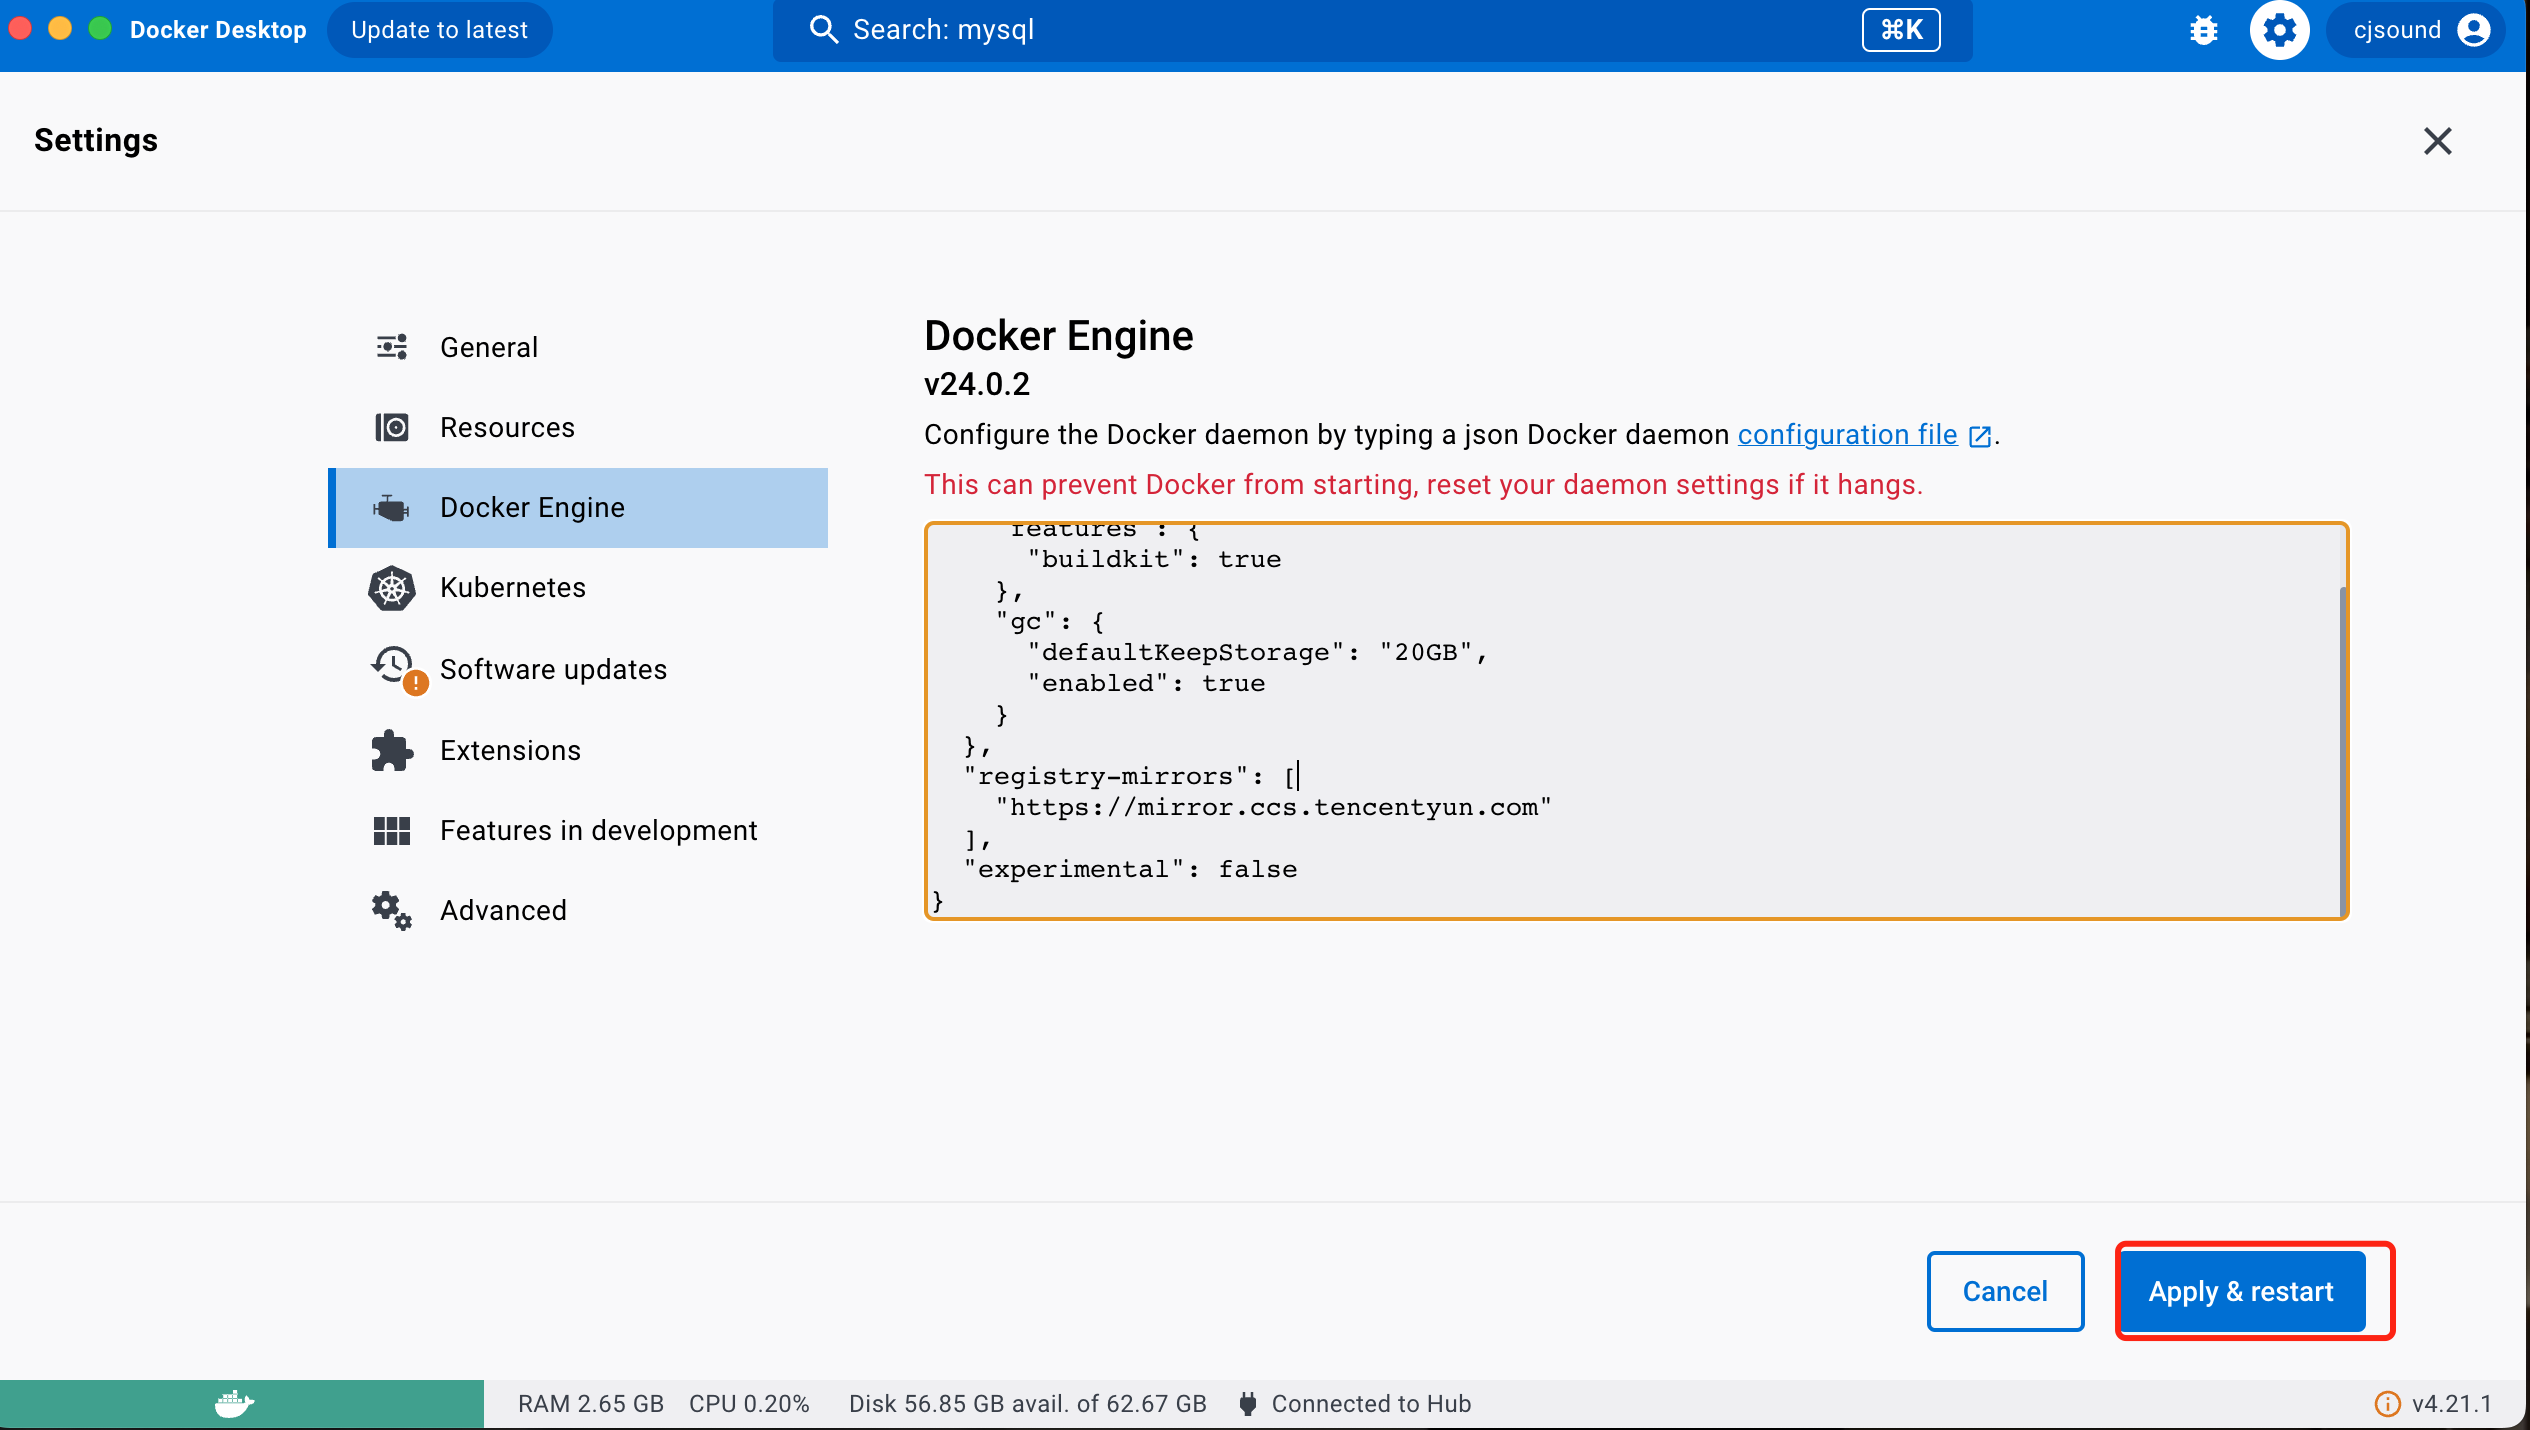 Docker Desktop
Update to latest
Search: mysql
⌘K
cjsound
Settings
General
Resources
Docker Engine
Kubernetes
Software updates
Extensions
Features in development
Advanced
Docker Engine
v24.0.2
Configure the Docker daemon by typing a json Docker daemon configuration file.
This can prevent Docker from starting, reset your daemon settings if it hangs.
"features": {
"buildkit": true
},
"gc": {
"defaultKeepStorage": "20GB",
"enabled": true
}
},
"registry-mirrors": [
"https://mirror.ccs.tencentyun.com"
],
"experimental": false
}
Cancel
Apply & restart
RAM 2.65 GB CPU 0.20% Disk 56.85 GB avail. of 62.67 GB Connected to Hub
v4.21.1